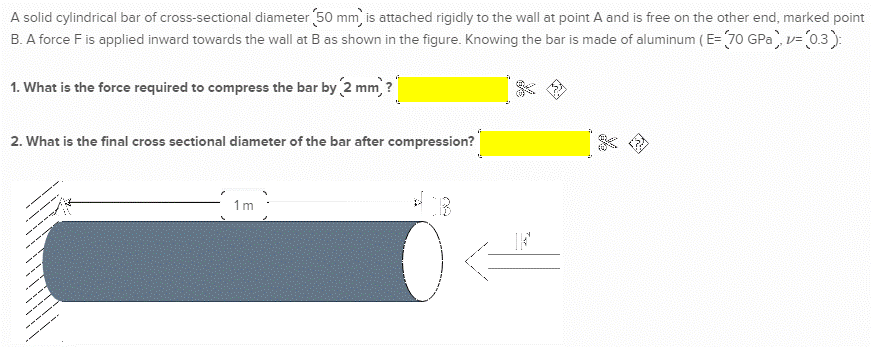 A solid cylindrical bar of cross-sectional diameter 50 mm is attached rigidly to the wall at point A and is free on the other end, marked point
B. A force F is applied inward towards the wall at B as shown in the figure. Knowing the bar is made of aluminum ( E= 70 GPa , ν= 0.3 ):
1. What is the force required to compress the bar by 2 mm ?
2. What is the final cross sectional diameter of the bar after compression?
A 1 m B
F